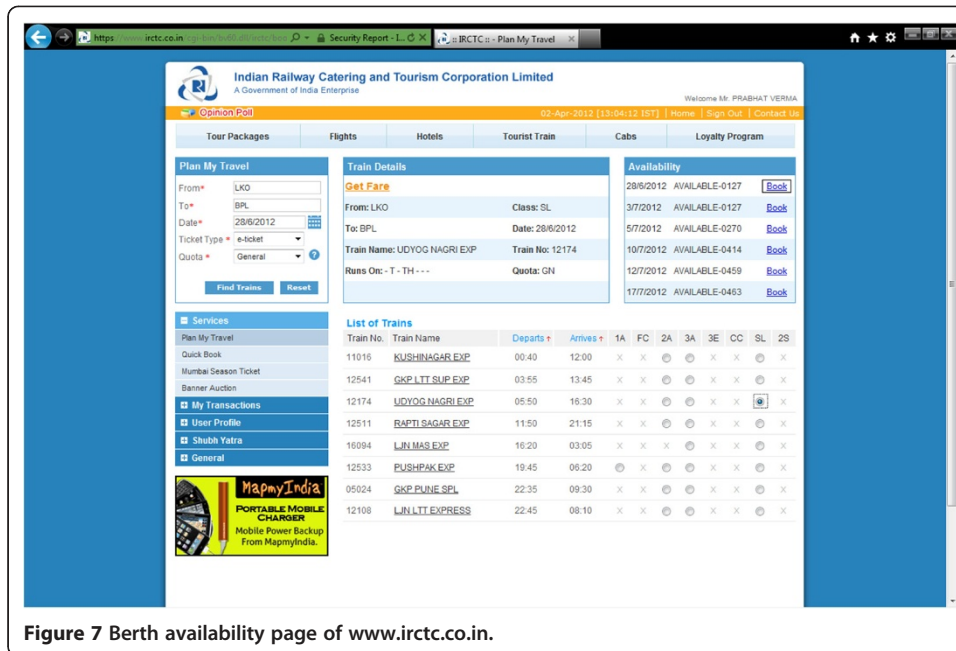 https://www.irctc.co.in/cgi-bin/bv60.dll/irctc/boo Security Report - I... :: IRCTC :: - Plan My Travel
Indian Railway Catering and Tourism Corporation Limited
A Government of India Enterprise
Welcome Mr. PRABHAT VERMA
Opinion Poll 02-Apr-2012 [13:04:12 IST] | Home | Sign Out | Contact Us
Tour Packages Flights Hotels Tourist Train Cabs Loyalty Program
Plan My Travel
From* LKO
To* BPL
Date* 28/6/2012
Ticket Type * e-ticket
Quota * General
Find Trains Reset
Train Details
Get Fare
From: LKO Class: SL
To: BPL Date: 28/6/2012
Train Name: UDYOG NAGRI EXP Train No: 12174
Runs On: - T - TH - - - Quota: GN
Availability
28/6/2012 AVAILABLE-0127 Book
3/7/2012 AVAILABLE-0127 Book
5/7/2012 AVAILABLE-0270 Book
10/7/2012 AVAILABLE-0414 Book
12/7/2012 AVAILABLE-0459 Book
17/7/2012 AVAILABLE-0463 Book
Services
Plan My Travel
Quick Book
Mumbai Season Ticket
Banner Auction
My Transactions
User Profile
Shubh Yatra
General
MapmyIndia
PORTABLE MOBILE
CHARGER
Mobile Power Backup
From MapmyIndia.
List of Trains
Train No. Train Name Departs ↑ Arrives ↑ 1A FC 2A 3A 3E CC SL 2S
11016 KUSHINAGAR EXP 00:40 12:00 X X X X X
12541 GKP LTT SUP EXP 03:55 13:45 X X X X X
12174 UDYOG NAGRI EXP 05:50 16:30 X X X X X
12511 RAPTI SAGAR EXP 11:50 21:15 X X X X X
16094 LJN MAS EXP 16:20 03:05 X X X X X X
12533 PUSHPAK EXP 19:45 06:20 X X X X
05024 GKP PUNE SPL 22:35 09:30 X X X X X
12108 LJN LTT EXPRESS 22:45 08:10 X X X X X
Figure 7 Berth availability page of www.irctc.co.in.